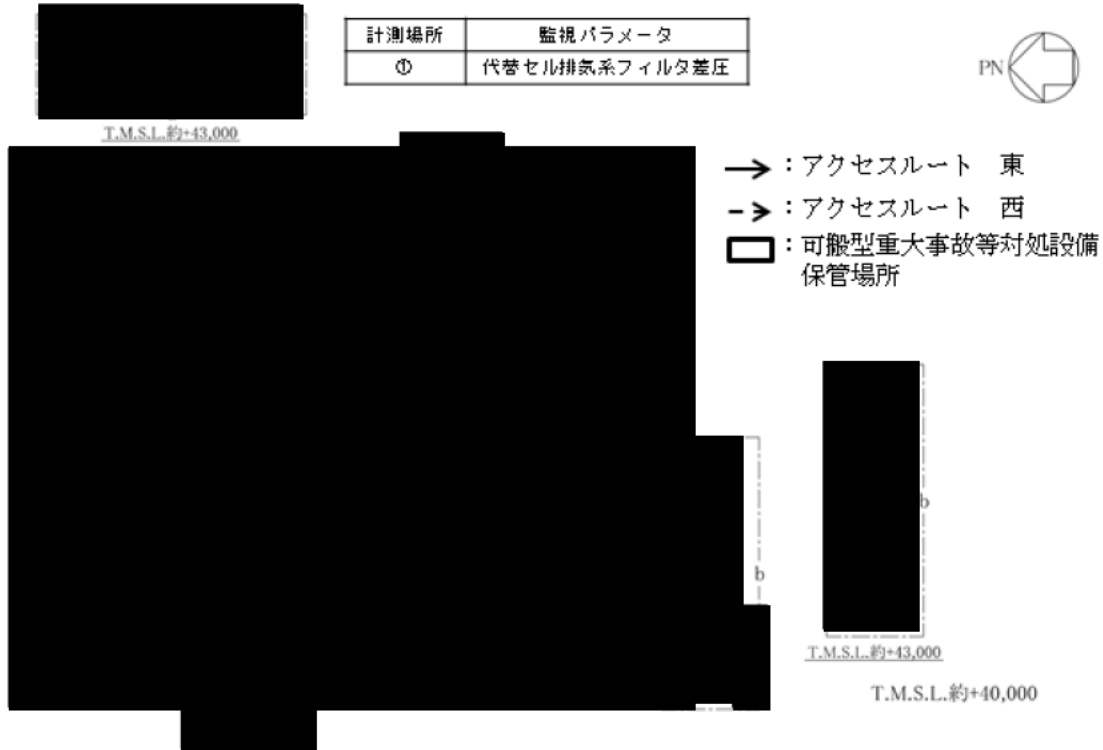 計測場所 監視パラメータ
① 代替セル排気系フィルタ差圧
PN
T.M.S.L.約+43,000
→：アクセスルート 東
⇢：アクセスルート 西
：可搬型重大事故等対処設備
保管場所
b
b
T.M.S.L.約+43,000
T.M.S.L.約+40,000